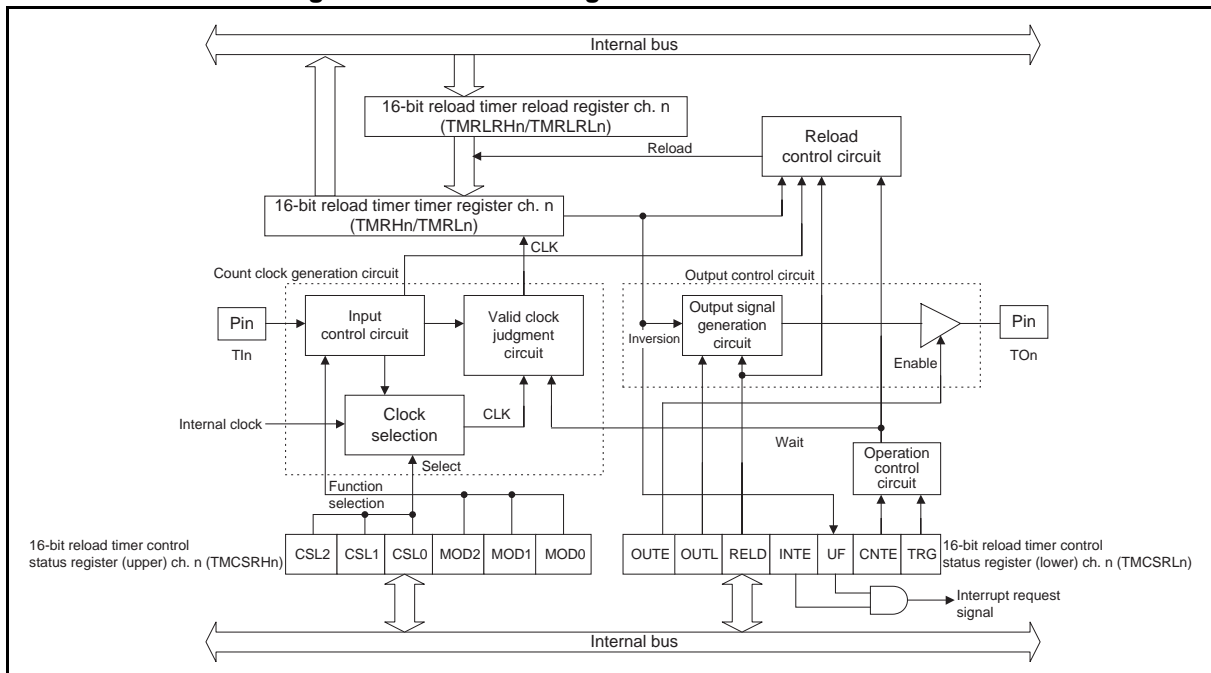 Internal bus
16-bit reload timer reload register ch. n
(TMRLRHn/TMRLRLn)
Reload
control circuit
Reload
16-bit reload timer timer register ch. n
(TMRHn/TMRLn)
CLK
Count clock generation circuit
Output control circuit
Pin
TIn
Input
control circuit
Valid clock
judgment
circuit
Inversion
Output signal
generation
circuit
Enable
Pin
TOn
Internal clock
Clock
selection
CLK
Select
Wait
Operation
control
circuit
Function
selection
16-bit reload timer control
status register (upper) ch. n (TMCSRHn)
CSL2 CSL1 CSL0 MOD2 MOD1 MOD0
OUTE OUTL RELD INTE UF CNTE TRG
16-bit reload timer control
status register (lower) ch. n (TMCSRLn)
Interrupt request
signal
Internal bus